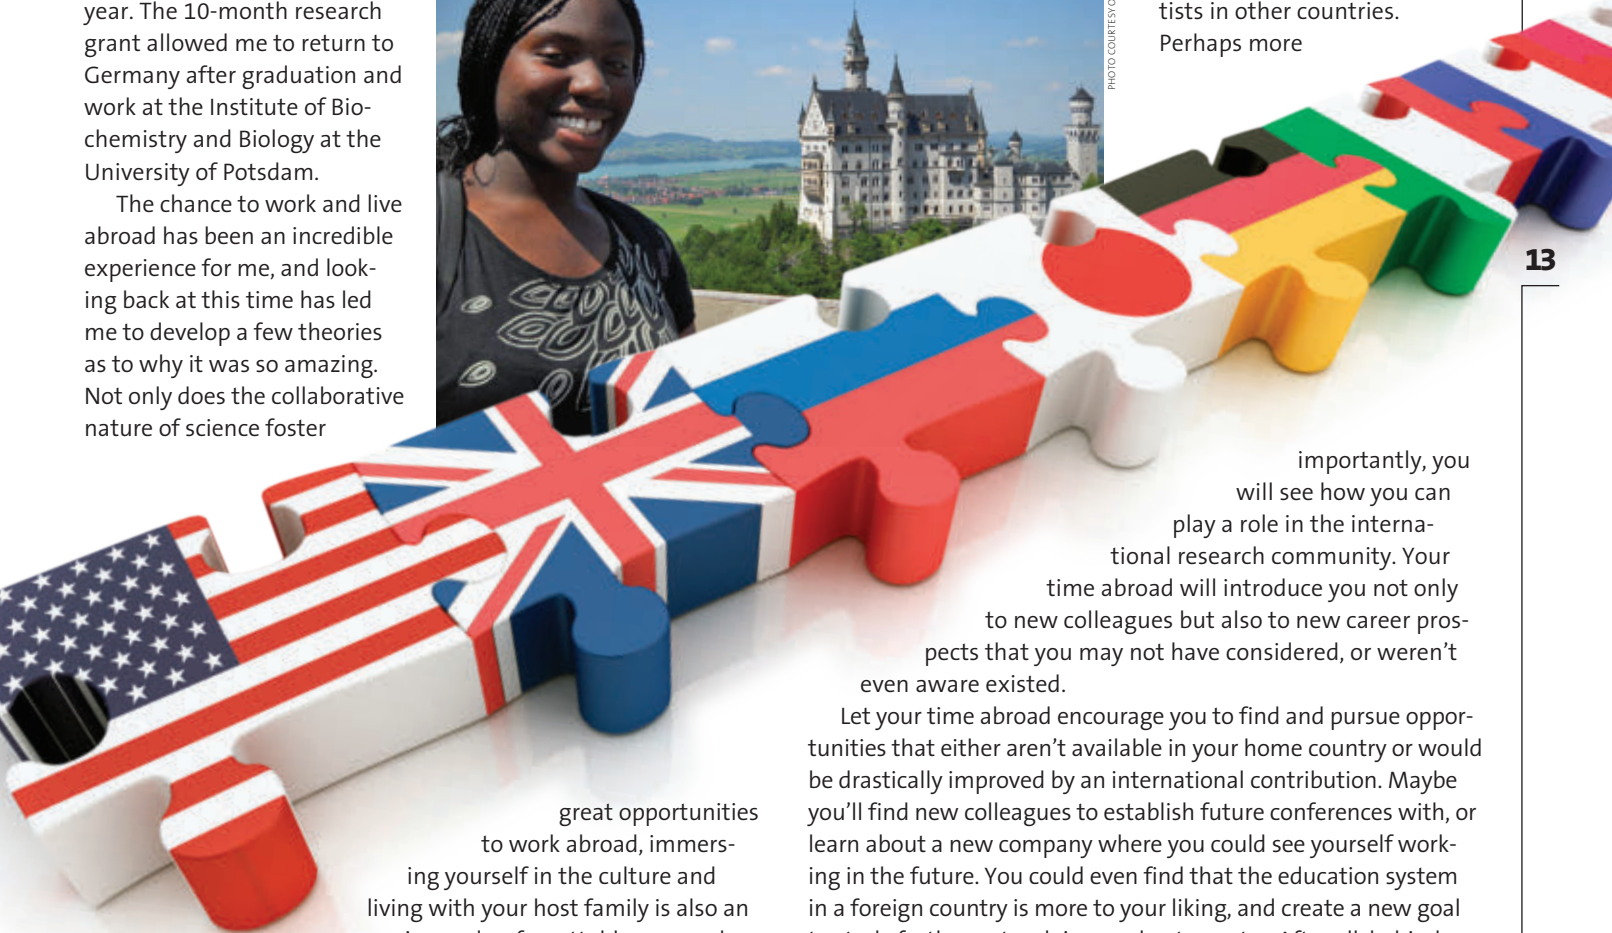 year. The 10-month research
grant allowed me to return to
Germany after graduation and
work at the Institute of Bio-
chemistry and Biology at the
University of Potsdam.
The chance to work and live
abroad has been an incredible
experience for me, and look-
ing back at this time has led
me to develop a few theories
as to why it was so amazing.
Not only does the collaborative
nature of science foster
great opportunities
to work abroad, immers-
ing yourself in the culture and
living with your host family is also an
PHOTO COURTESY
tists in other countries.
Perhaps more
importantly, you
will see how you can
play a role in the interna-
tional research community. Your
time abroad will introduce you not only
to new colleagues but also to new career pros-
pects that you may not have considered, or weren't
even aware existed.
Let your time abroad encourage you to find and pursue oppor-
tunities that either aren't available in your home country or would
be drastically improved by an international contribution. Maybe
you'll find new colleagues to establish future conferences with, or
learn about a new company where you could see yourself work-
ing in the future. You could even find that the education system
in a foreign country is more to your liking, and create a new goal
13